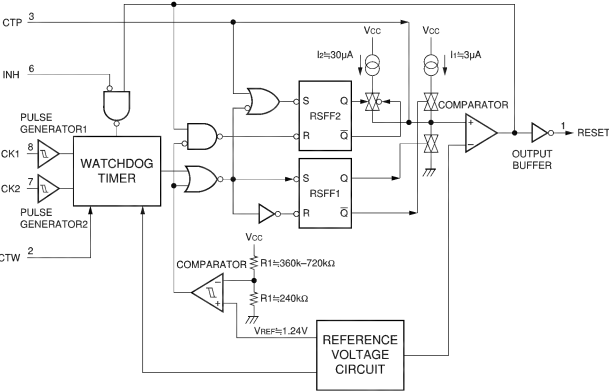 CTP 3
VCC
VCC
I2≒30μA
I1≒3μA
INH 6
S Q
RSFF2
R Q
COMPARATOR
+
−
1 RESET
OUTPUT
BUFFER
PULSE
GENERATOR1
8
CK1
WATCHDOG
TIMER
7
CK2
PULSE
GENERATOR2
S Q
RSFF1
R Q
2
CTW
VCC
COMPARATOR
R1≒360k–720kΩ
−
+
R1≒240kΩ
VREF≒1.24V
REFERENCE
VOLTAGE
CIRCUIT